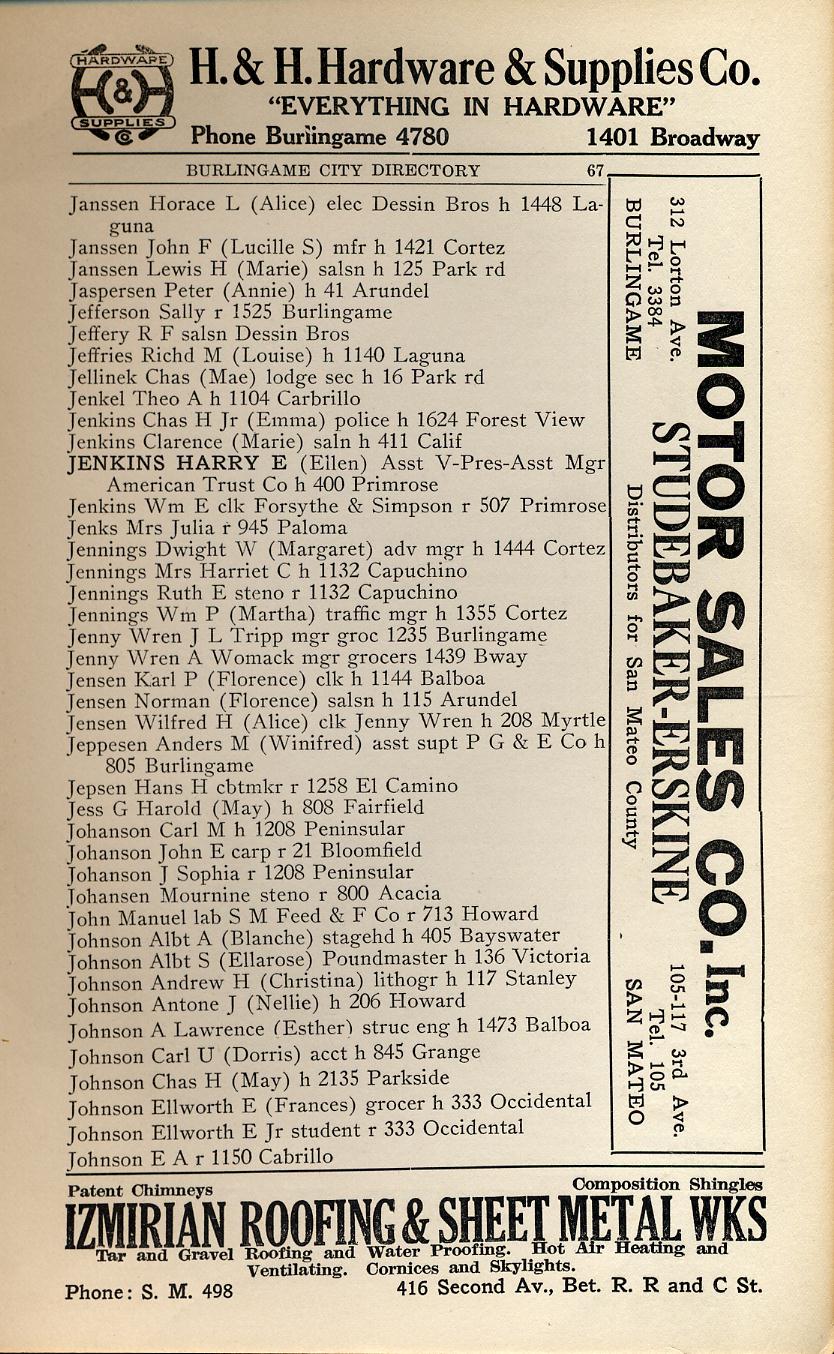 HARDWARE
H & H
SUPPLIES
Co
H. & H. Hardware & Supplies Co.
“EVERYTHING IN HARDWARE”
Phone Burlingame 4780 1401 Broadway
BURLINGAME CITY DIRECTORY 67
Janssen Horace L (Alice) elec Dessin Bros h 1448 La-
guna
Janssen John F (Lucille S) mfr h 1421 Cortez
Janssen Lewis H (Marie) salsn h 125 Park rd
Jaspersen Peter (Annie) h 41 Arundel
Jefferson Sally r 1525 Burlingame
Jeffery R F salsn Dessin Bros
Jeffries Richd M (Louise) h 1140 Laguna
Jellinek Chas (Mae) lodge sec h 16 Park rd
Jenkel Theo A h 1104 Carbrillo
Jenkins Chas H Jr (Emma) police h 1624 Forest View
Jenkins Clarence (Marie) saln h 411 Calif
JENKINS HARRY E (Eilen) Asst V-Pres-Asst Mgr
American Trust Co h 400 Primrose
Jenkins Wm E clk Forsythe & Simpson r 507 Primrose
Jenks Mrs Julia r 945 Paloma
Jennings Dwight W (Margaret) adv mgr h 1444 Cortez
Jennings Mrs Harriet C h 1132 Capuchino
Jennings Ruth E steno r 1132 Capuchino
Jennings Wm P (Martha) traffic mgr h 1355 Cortez
Jenny Wren J L Tripp mgr groc 1235 Burlingame
Jenny Wren A Womack mgr grocers 1439 Bway
Jensen Karl P (Florence) clk h 1144 Balboa
Jensen Norman (Florence) salsn h 115 Arundel
Jensen Wilfred H (Alice) clk Jenny Wren h 208 Myrtle
Jeppesen Anders M (Winifred) asst supt P G & E Co h
805 Burlingame
Jepsen Hans H cbtmkr r 1258 El Camino
Jess G Harold (May) h 808 Fairfield
Johanson Carl M h 1208 Peninsular
Johanson John E carp r 21 Bloomfield
Johanson J Sophia r 1208 Peninsular
Johansen Mournine steno r 800 Acacia
John Manuel lab S M Feed & F Co r 713 Howard
Johnson Albt A (Blanche) stagehd h 405 Bayswater
Johnson Albt S (Ellarose) Poundmaster h 136 Victoria
Johnson Andrew H (Christina) lithogr h 117 Stanley
Johnson Antone J (Nellie) h 206 Howard
Johnson A Lawrence (Esther) struc eng h 1473 Balboa
Johnson Carl U (Dorris) acct h 845 Grange
Johnson Chas H (May) h 2135 Parkside
Johnson Ellworth E (Frances) grocer h 333 Occidental
Johnson Ellworth E Jr student r 333 Occidental
Johnson E A r 1150 Cabrillo
MOTOR SALES CO. Inc.
312 Lorton Ave.
Tel. 3384
BURLINGAME
STUDEBAKER-ERSKINE
Distributors for San Mateo County
105-117 3rd Ave.
Tel. 105
SAN MATEO
Patent Chimneys Composition Shingles
IZMIRIAN ROOFING & SHEET METAL WKS
Tar and Gravel Roofing and Water Proofing. Hot Air Heating and
Ventilating. Cornices and Skylights.
Phone: S. M. 498 416 Second Av., Bet. R. R and C St.